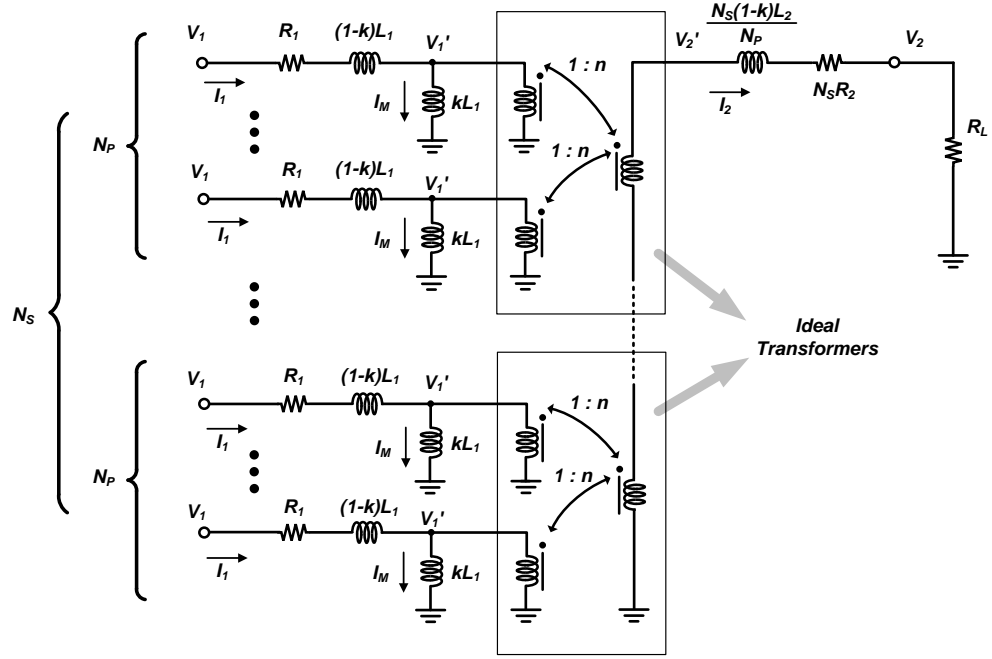 V1 R1 (1-k)L1 V1' 1 : n V2' NS(1-k)L2 V2
NP
I1 IM kL1 I2 NSR2 RL
NP
V1 R1 (1-k)L1 V1' 1 : n
I1 IM kL1
NS
Ideal
Transformers
V1 R1 (1-k)L1 V1' 1 : n
I1 IM kL1
NP
V1 R1 (1-k)L1 V1' 1 : n
I1 IM kL1